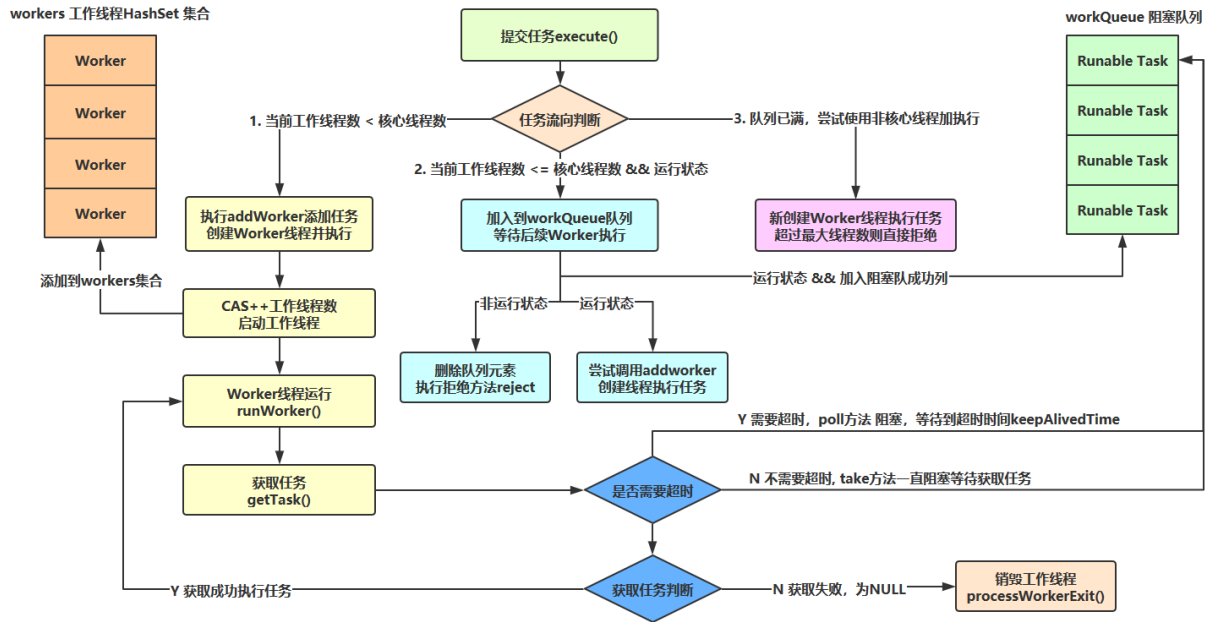 workers 工作线程HashSet 集合
Worker
Worker
Worker
Worker
添加到workers集合
提交任务execute()
任务流向判断
1. 当前工作线程数 < 核心线程数
2. 当前工作线程数 <= 核心线程数 && 运行状态
3. 队列已满，尝试使用非核心线程加执行
workQueue 阻塞队列
Runable Task
Runable Task
Runable Task
Runable Task
执行addWorker添加任务
创建Worker线程并执行
加入到workQueue队列
等待后续Worker执行
新创建Worker线程执行任务
超过最大线程数则直接拒绝
运行状态 && 加入阻塞队成功列
CAS++工作线程数
启动工作线程
非运行状态
运行状态
删除队列元素
执行拒绝方法reject
尝试调用addworker
创建线程执行任务
Worker线程运行
runWorker()
获取任务
getTask()
Y 需要超时，poll方法 阻塞，等待到超时时间keepAlivedTime
是否需要超时
N 不需要超时, take方法一直阻塞等待获取任务
获取任务判断
Y 获取成功执行任务
N 获取失败，为NULL
销毁工作线程
processWorkerExit()